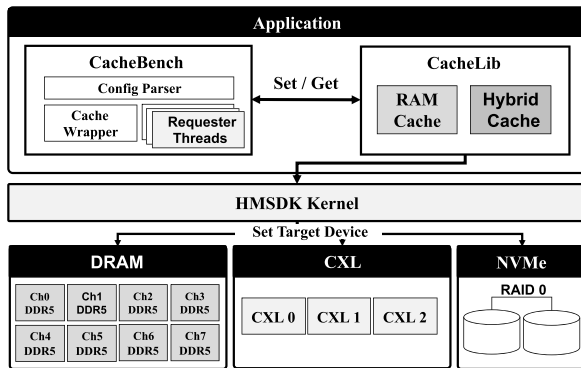 Application
CacheBench
Config Parser
Cache
Wrapper
Requester
Threads
Set / Get
CacheLib
RAM
Cache
Hybrid
Cache
HMSDK Kernel
Set Target Device
DRAM
Ch0
DDR5
Ch1
DDR5
Ch2
DDR5
Ch3
DDR5
Ch4
DDR5
Ch5
DDR5
Ch6
DDR5
Ch7
DDR5
CXL
CXL 0
CXL 1
CXL 2
NVMe
RAID 0